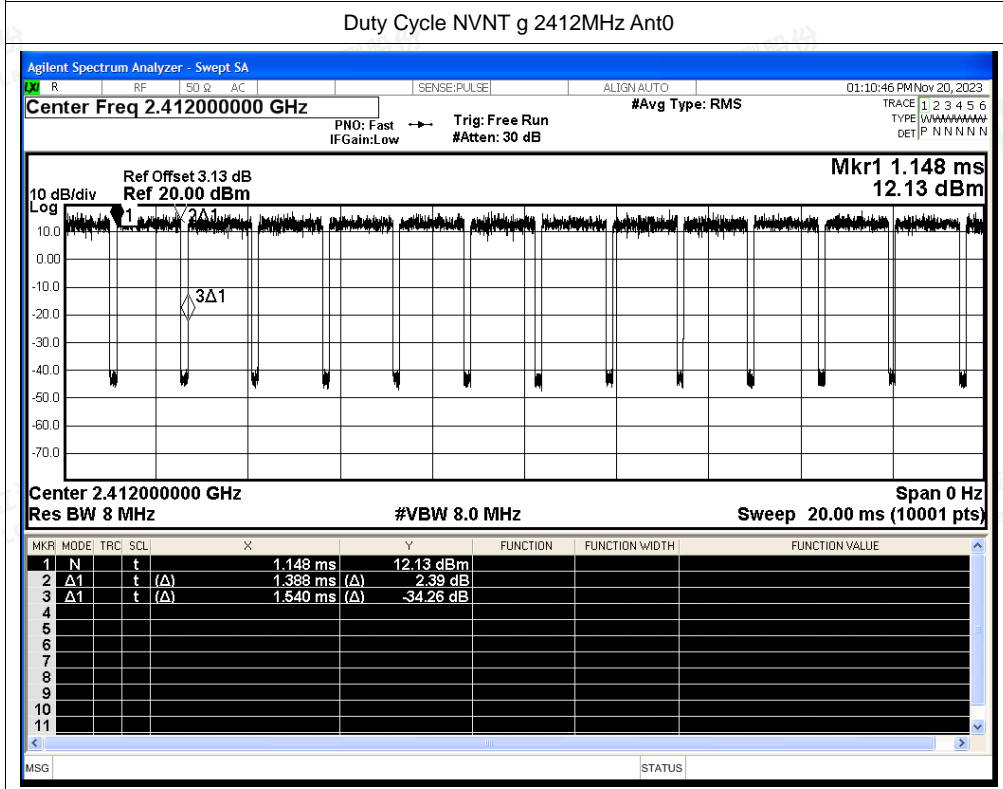 Duty Cycle NVNT g 2412MHz Ant0
Agilent Spectrum Analyzer - Swept SA
LXI R RF 50 Ω AC SENSE:PULSE ALIGN AUTO 01:10:46 PM Nov 20, 2023
Center Freq 2.412000000 GHz #Avg Type: RMS TRACE 1 2 3 4 5 6
PNO: Fast Trig: Free Run TYPE W
IFGain:Low #Atten: 30 dB DET P N N N N N
Mkr1 1.148 ms
Ref Offset 3.13 dB
10 dB/div Ref 20.00 dBm 12.13 dBm
Log
1 2Δ1
10.0
0.00
-10.0
3Δ1
-20.0
-30.0
-40.0
-50.0
-60.0
-70.0
Center 2.412000000 GHz Span 0 Hz
Res BW 8 MHz #VBW 8.0 MHz Sweep 20.00 ms (10001 pts)
MKR MODE TRC SCL X Y FUNCTION FUNCTION WIDTH FUNCTION VALUE
1 N t 1.148 ms 12.13 dBm
2 Δ1 t (Δ) 1.388 ms (Δ) 2.39 dB
3 Δ1 t (Δ) 1.540 ms (Δ) -34.26 dB
4
5
6
7
8
9
10
11
MSG STATUS